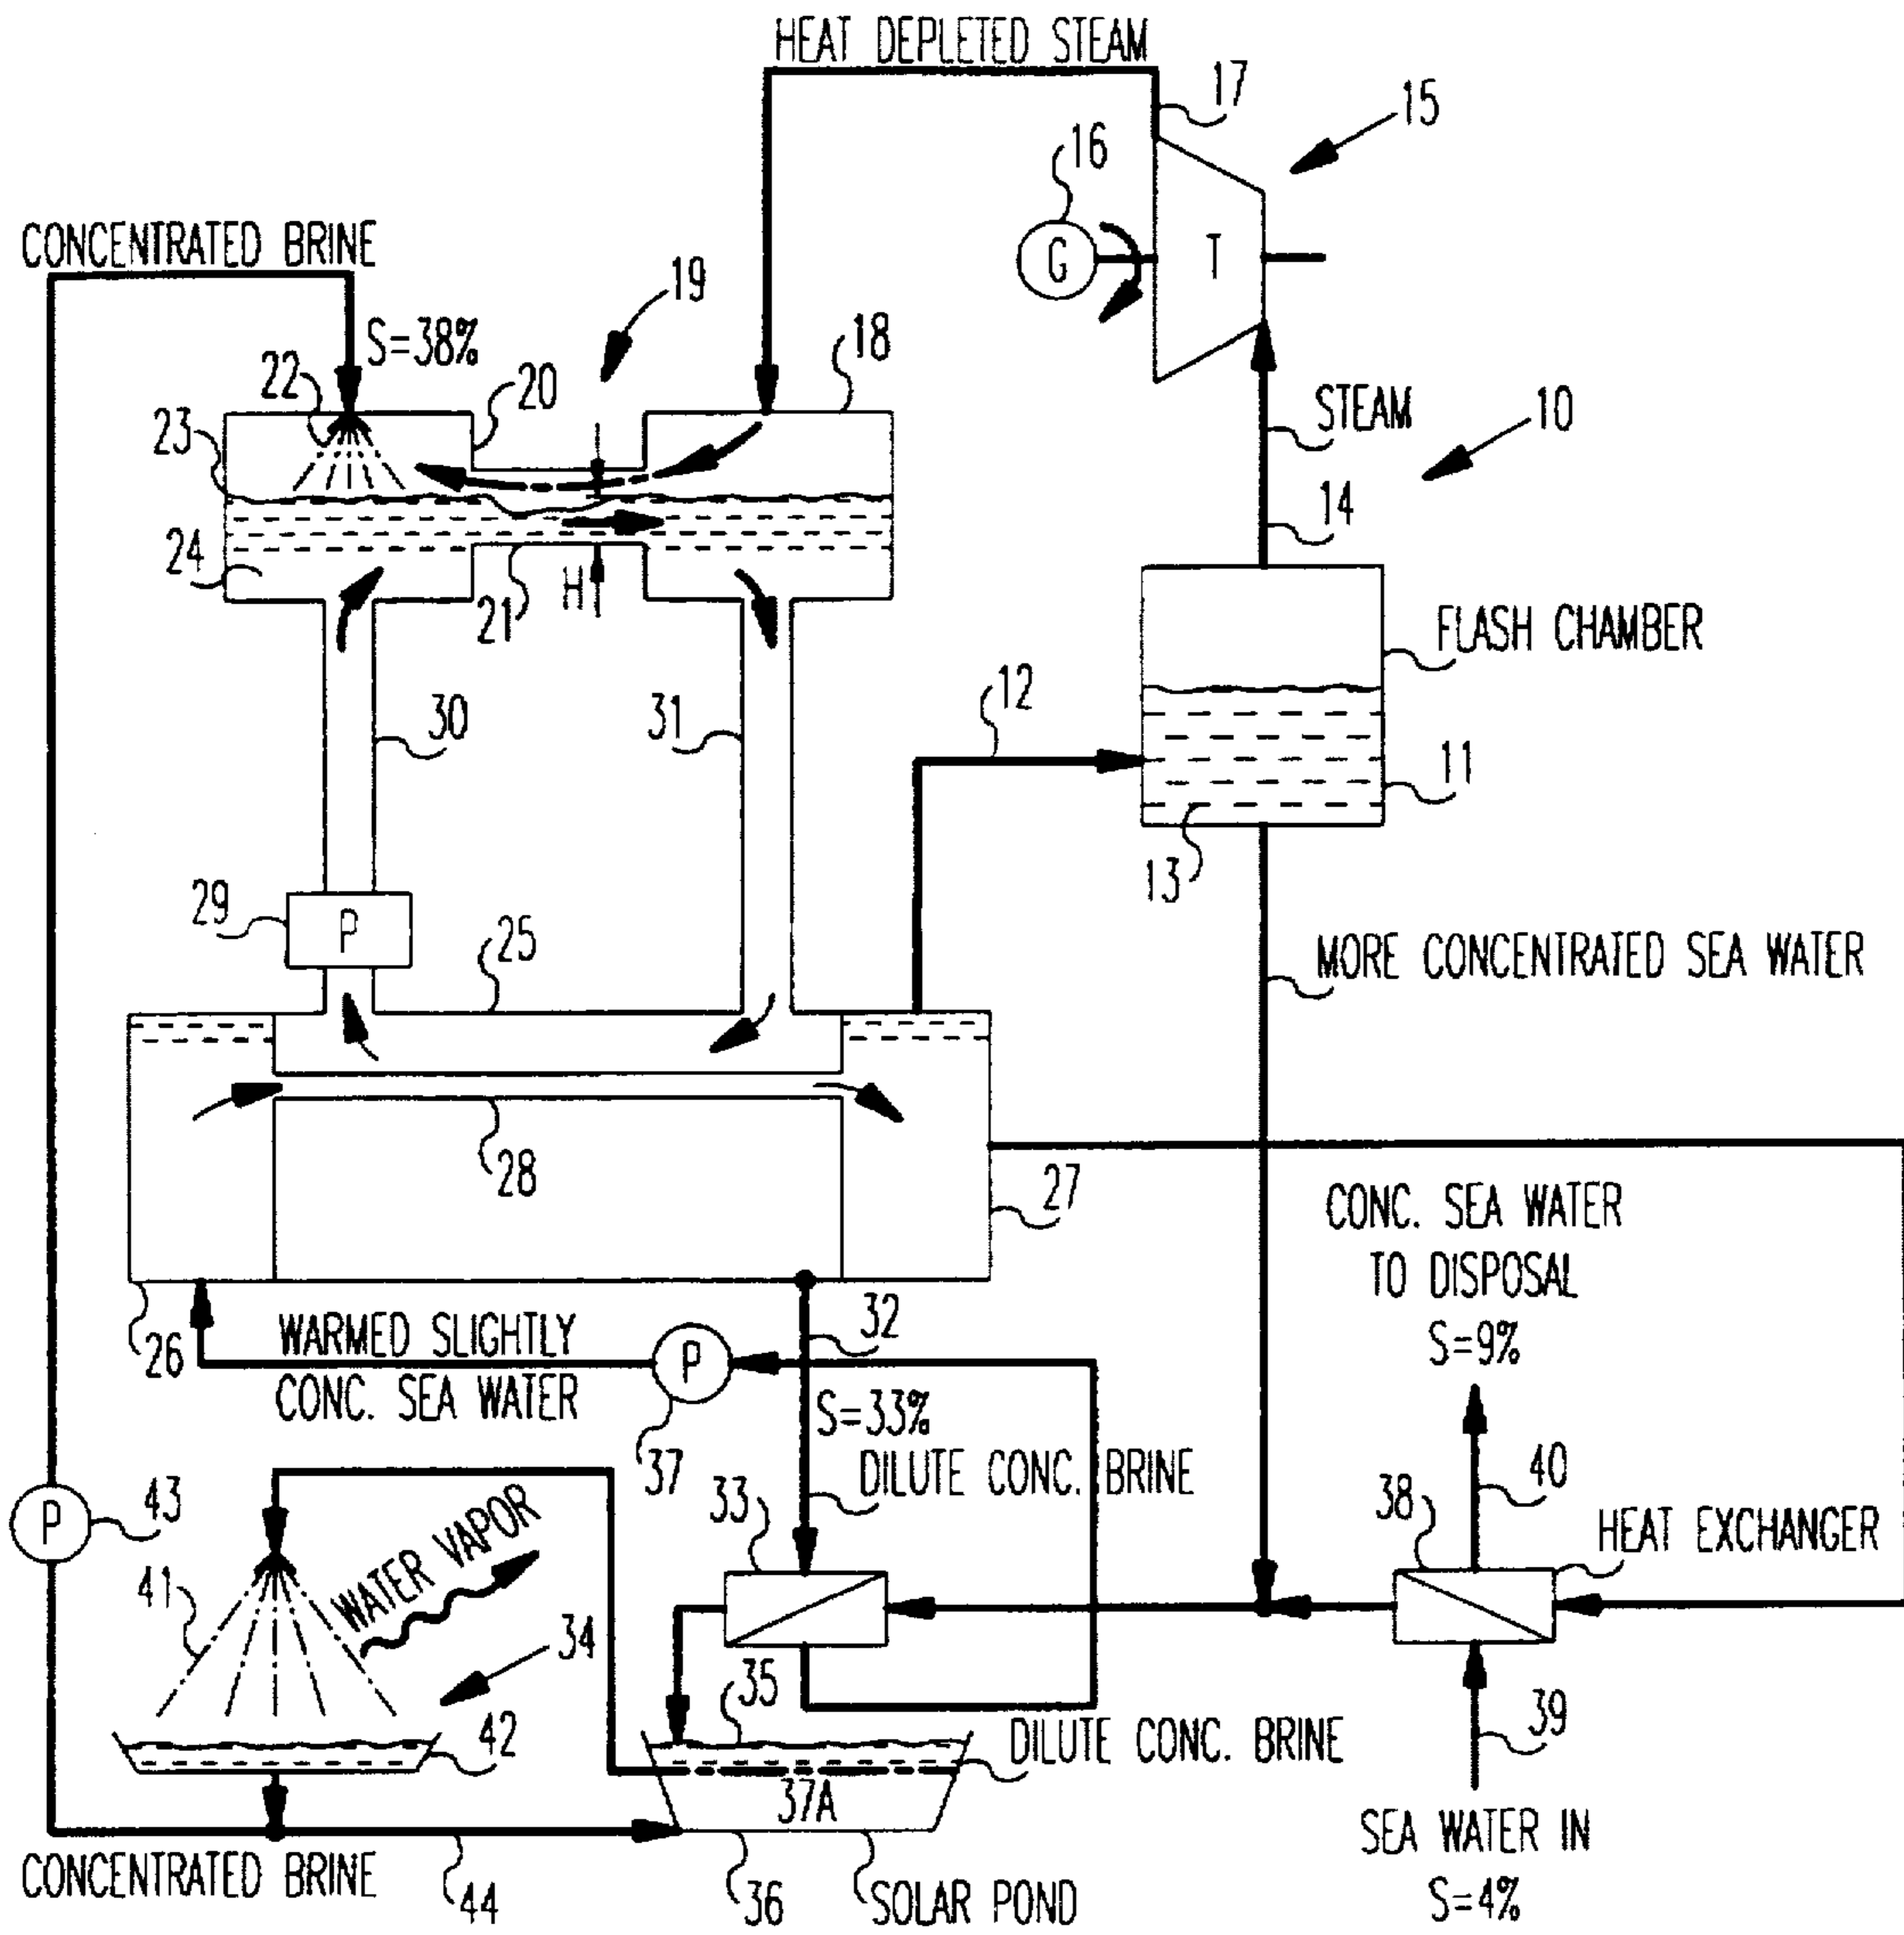 HEAT DEPLETED STEAM
17
15
16
G
T
CONCENTRATED BRINE
19
S=38%
18
22
20
STEAM
10
23
14
24
21
H
FLASH CHAMBER
12
30
31
11
13
29
P
25
MORE CONCENTRATED SEA WATER
28
27
CONC. SEA WATER
TO DISPOSAL
S=9%
26
WARMED SLIGHTLY
CONC. SEA WATER
P
32
37
S=33%
DILUTE CONC. BRINE
40
P
43
33
38
HEAT EXCHANGER
41
WATER VAPOR
34
35
39
42
DILUTE CONC. BRINE
37A
SEA WATER IN
S=4%
CONCENTRATED BRINE
44
36
SOLAR POND